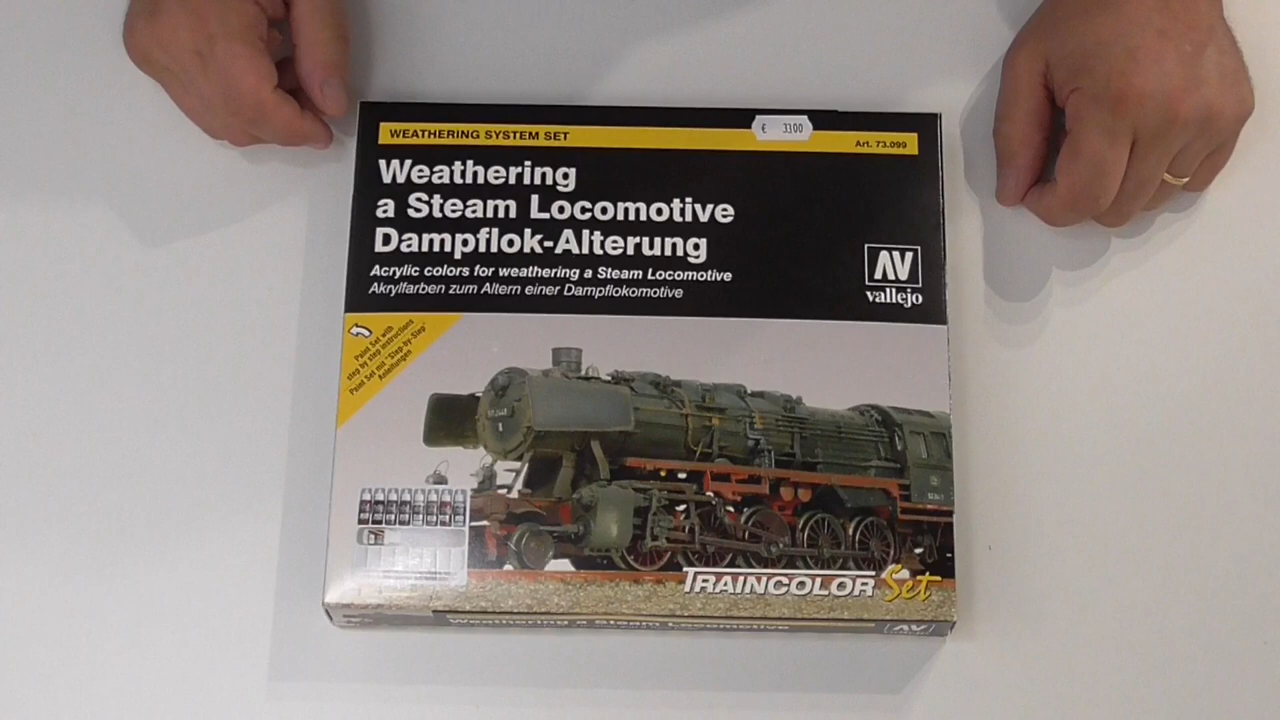 WEATHERING SYSTEM SET
€ 3300
Art. 73.099
Weathering
a Steam Locomotive
Dampflok-Alterung
Acrylic colors for weathering a Steam Locomotive
Akrylfarben zum Altern einer Dampflokomotive
AV
vallejo
Paint Set with
step by step instructions
Paint Set mit "Step-by-Step"
Anleitungen
TRAINCOLOR Set
Weathering a Steam Locomotive
AV